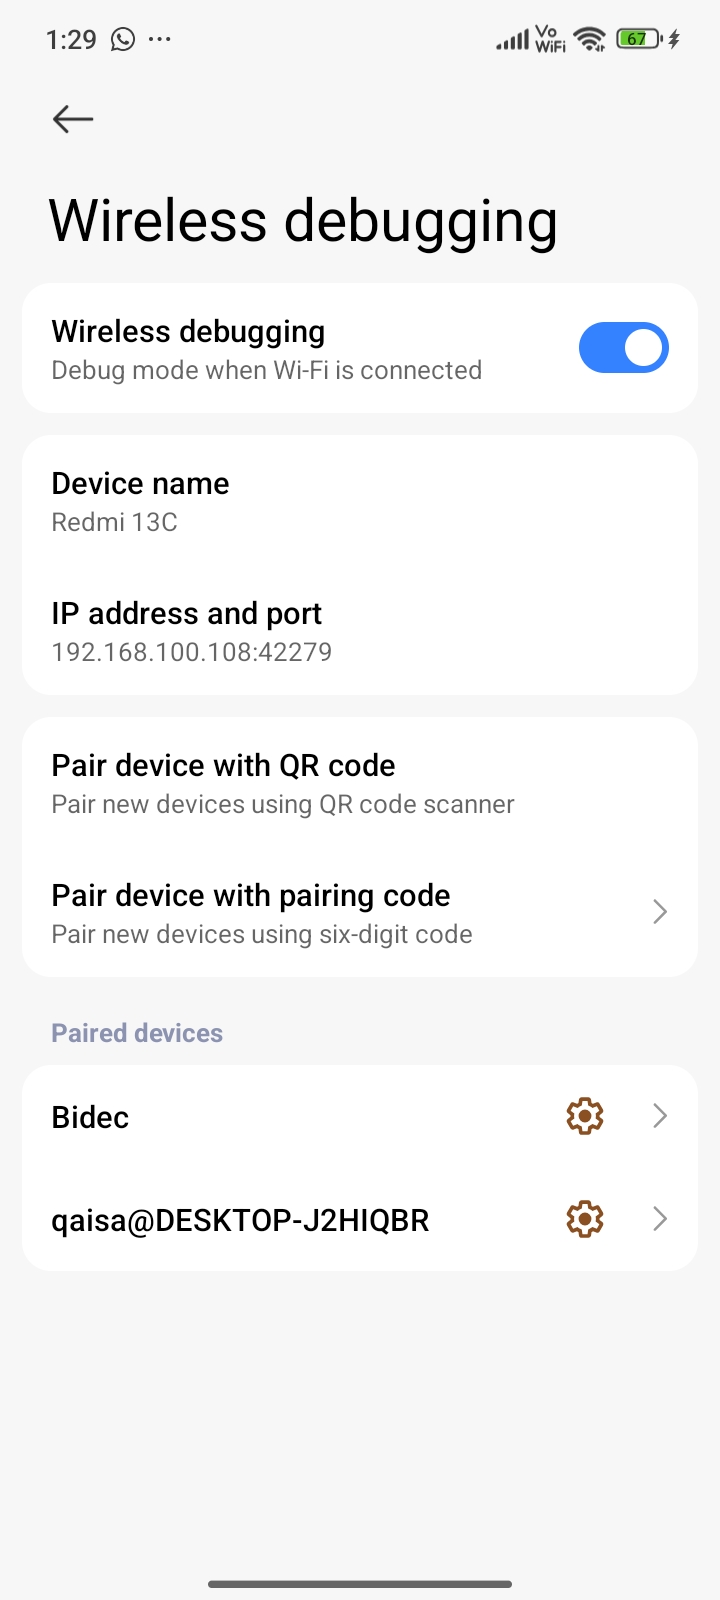 1:29
Vo
WiFi
67
Wireless debugging
Wireless debugging
Debug mode when Wi-Fi is connected
Device name
Redmi 13C
IP address and port
192.168.100.108:42279
Pair device with QR code
Pair new devices using QR code scanner
Pair device with pairing code
Pair new devices using six-digit code
Paired devices
Bidec
qaisa@DESKTOP-J2HIQBR